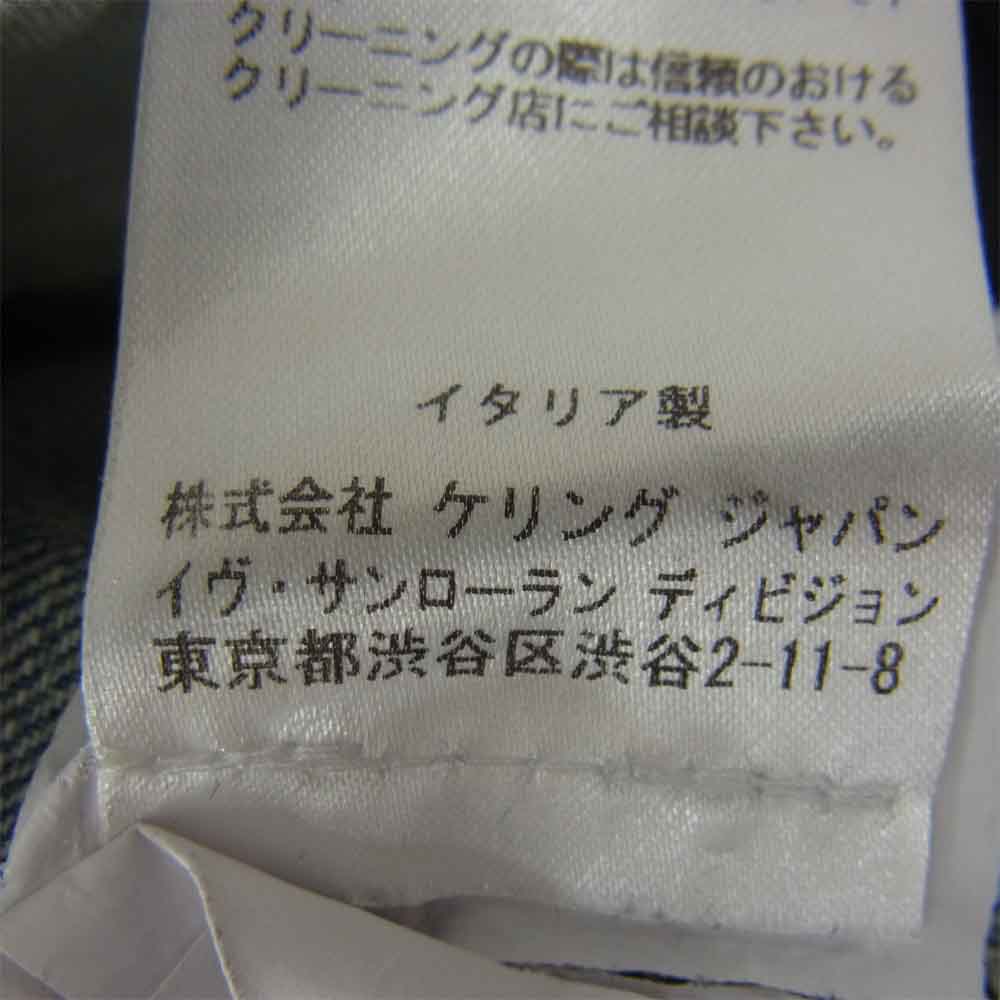 クリーニングの際は信頼のおける
クリーニング店にご相談下さい。
イタリア製
株式会社 ケリング ジャパン
イヴ・サンローラン ディビジョン
東京都渋谷区渋谷2-11-8